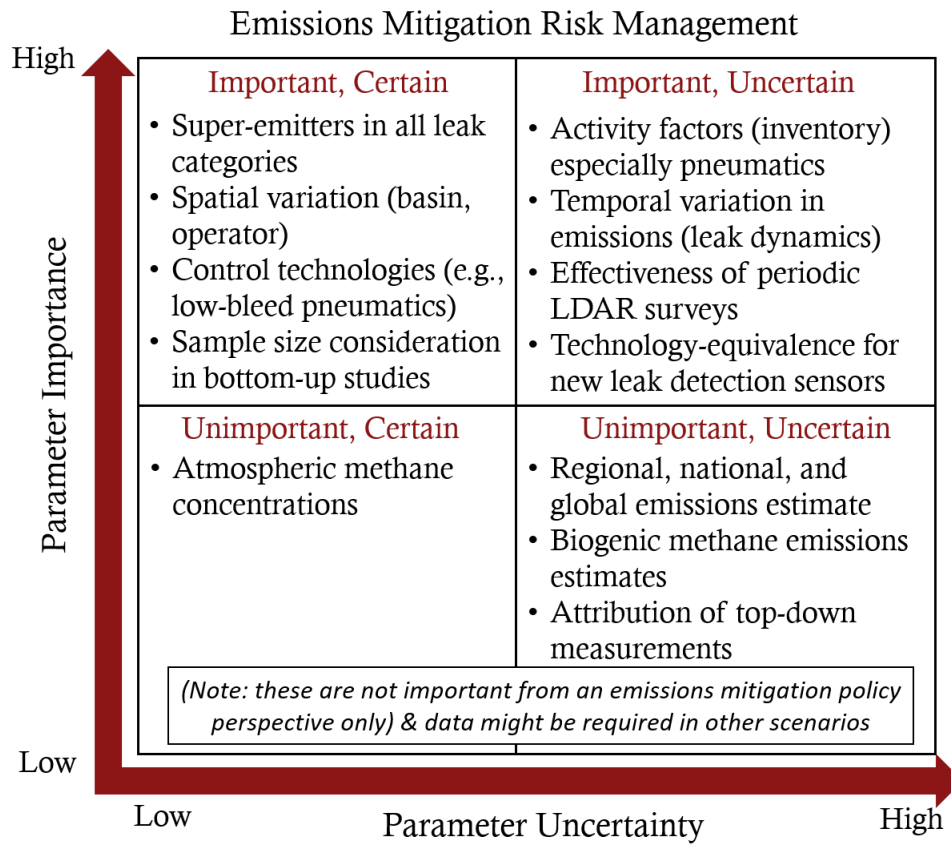 Emissions Mitigation Risk Management
High
Important, Certain
• Super-emitters in all leak
categories
• Spatial variation (basin,
operator)
• Control technologies (e.g.,
low-bleed pneumatics)
• Sample size consideration
in bottom-up studies
Important, Uncertain
• Activity factors (inventory)
especially pneumatics
• Temporal variation in
emissions (leak dynamics)
• Effectiveness of periodic
LDAR surveys
• Technology-equivalence for
new leak detection sensors
Parameter Importance
Unimportant, Certain
• Atmospheric methane
concentrations
Unimportant, Uncertain
• Regional, national, and
global emissions estimate
• Biogenic methane emissions
estimates
• Attribution of top-down
measurements
(Note: these are not important from an emissions mitigation policy
perspective only) & data might be required in other scenarios
Low
Low
Parameter Uncertainty
High